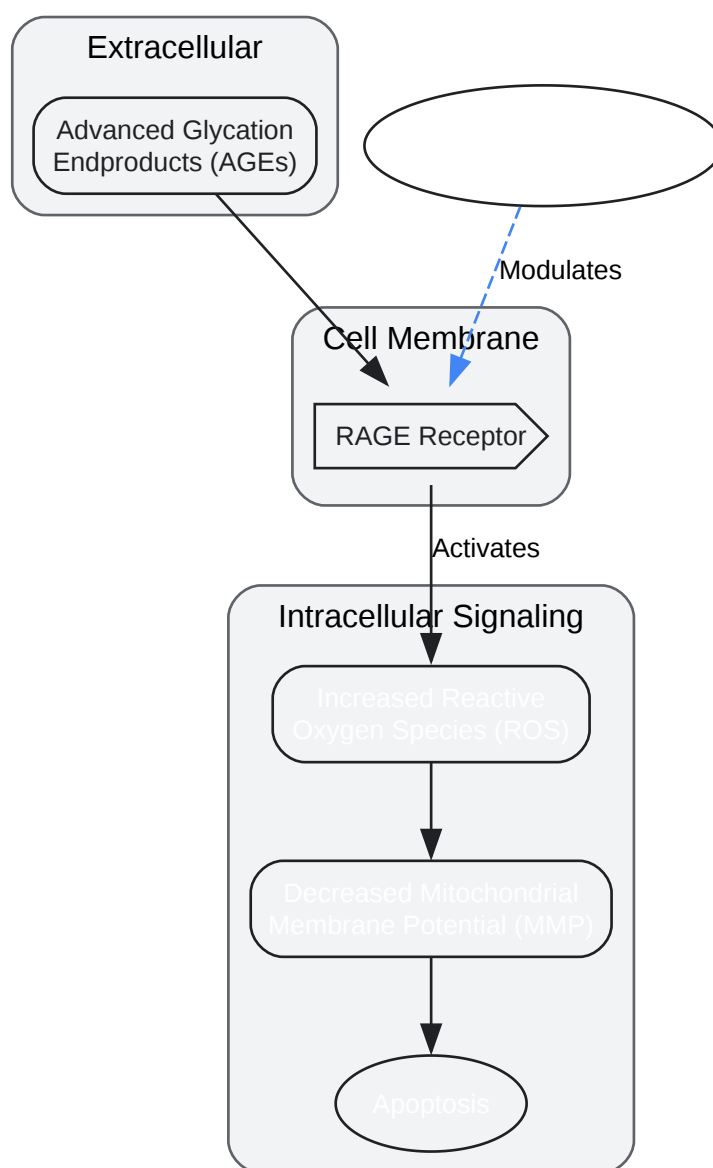 Extracellular
Advanced Glycation
Endproducts (AGEs)
Modulates
Cell Membrane
RAGE Receptor
Activates
Intracellular Signaling
Increased Reactive
Oxygen Species (ROS)
Decreased Mitochondrial
Membrane Potential (MMP)
Apoptosis